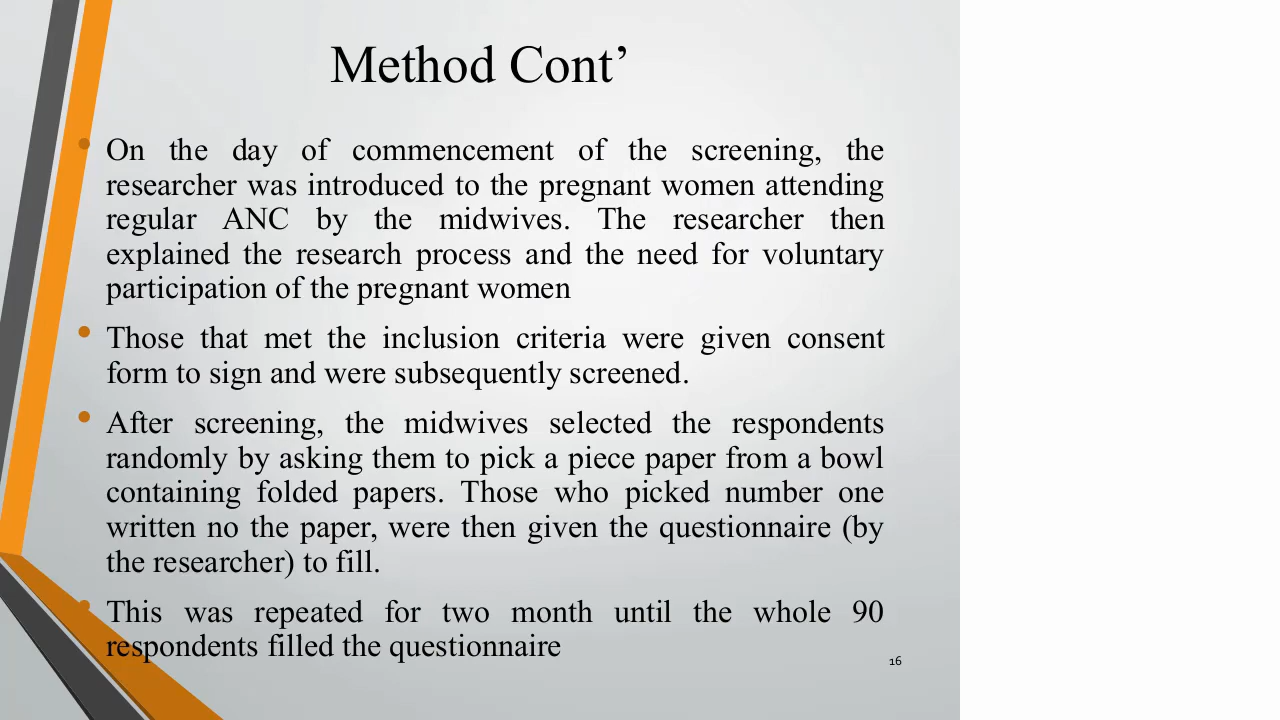 Method Cont’
• On the day of commencement of the screening, the
researcher was introduced to the pregnant women attending
regular ANC by the midwives. The researcher then
explained the research process and the need for voluntary
participation of the pregnant women
• Those that met the inclusion criteria were given consent
form to sign and were subsequently screened.
• After screening, the midwives selected the respondents
randomly by asking them to pick a piece paper from a bowl
containing folded papers. Those who picked number one
written no the paper, were then given the questionnaire (by
the researcher) to fill.
• This was repeated for two month until the whole 90
respondents filled the questionnaire
16